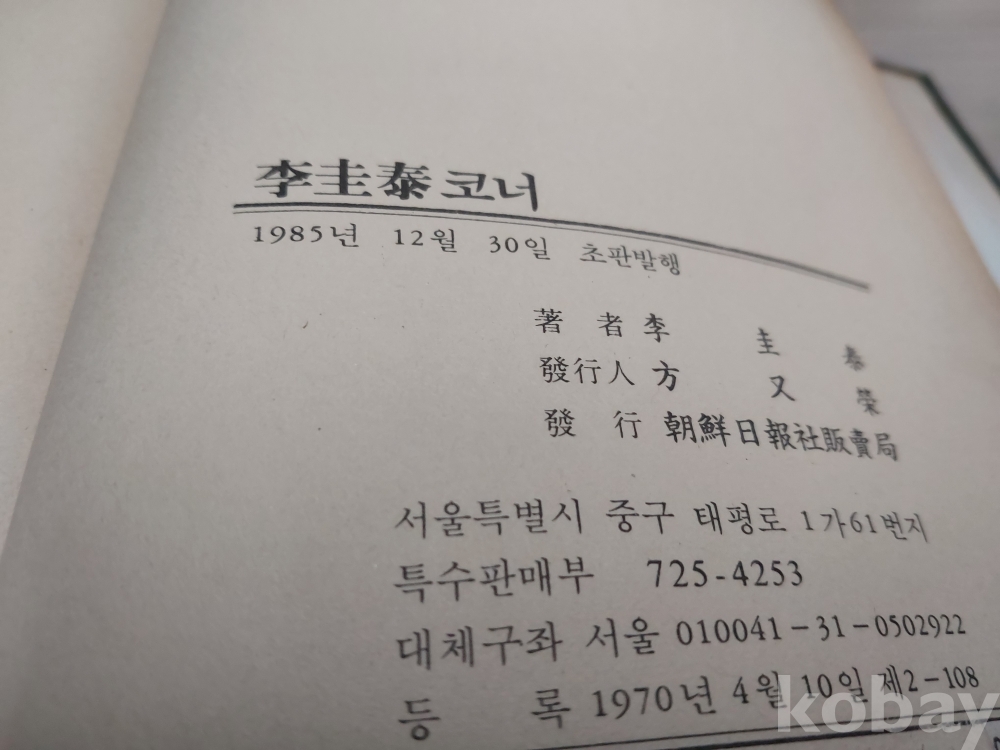 李圭泰코너
1985년 12월 30일 초판발행
著者 李圭泰
發行人 方又榮
發行 朝鮮日報社販賣局
서울특별시 중구 태평로 1가61번지
특수판매부 725-4253
대체구좌 서울 010041-31-0502922
등록 1970년 4월 10일 제2-108
kobay